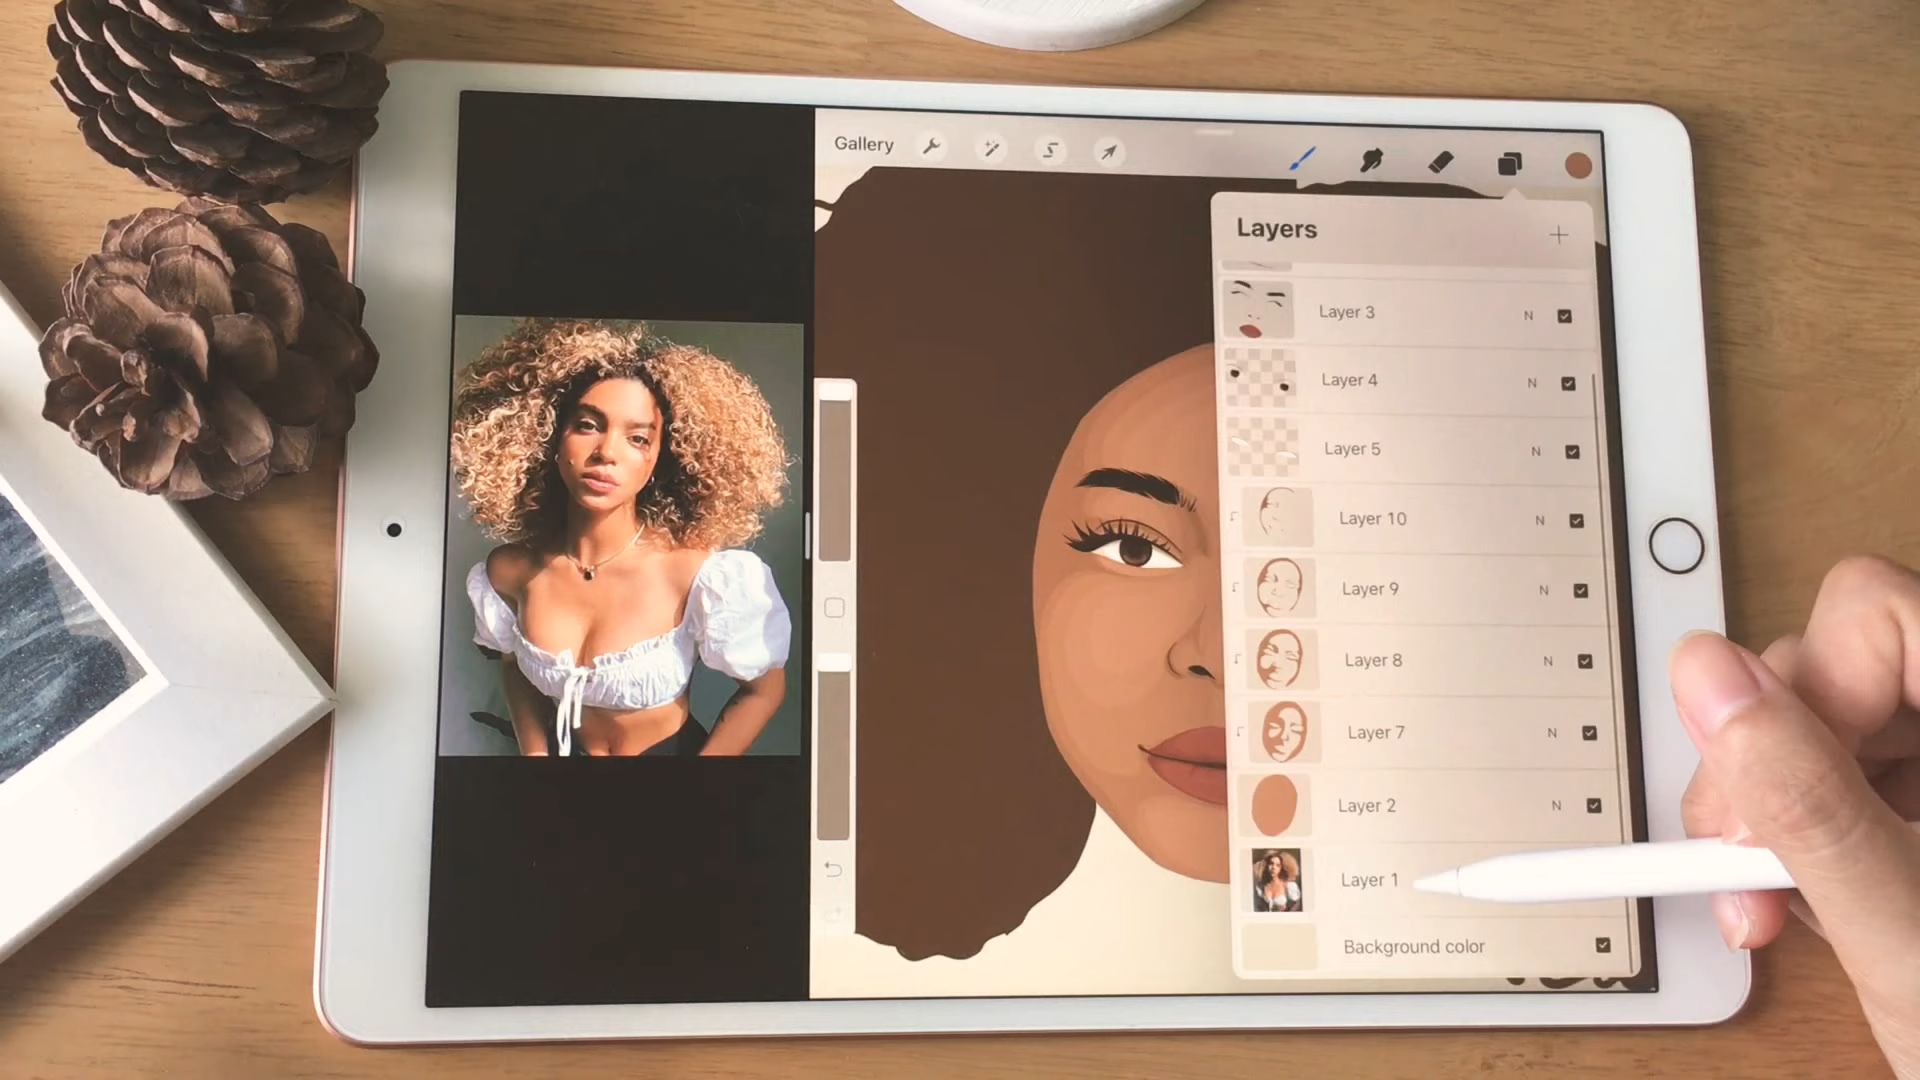 Gallery
Layers
Layer 3 N
Layer 4 N
Layer 5 N
Layer 10 N
Layer 9 N
Layer 8 N
Layer 7 N
Layer 2 N
Layer 1
Background color